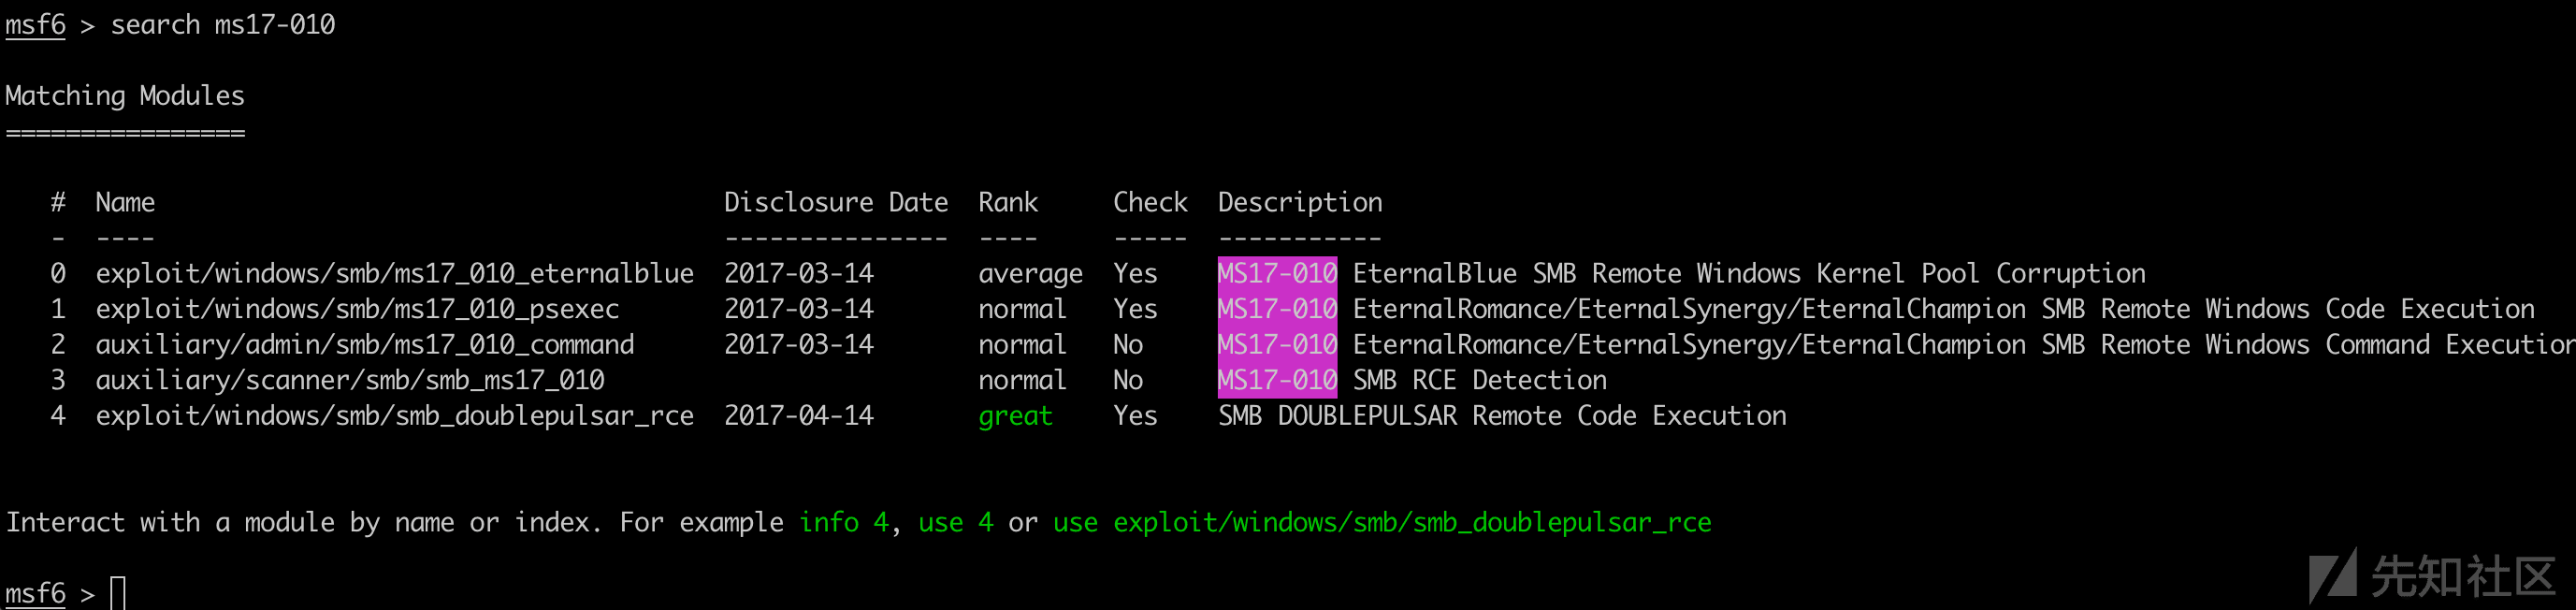 msf6 > search ms17-010
Matching Modules
================
#  Name                                      Disclosure Date  Rank     Check  Description
-  ----                                      ---------------  ----     -----  -----------
0  exploit/windows/smb/ms17_010_eternalblue  2017-03-14       average  Yes    MS17-010 EternalBlue SMB Remote Windows Kernel Pool Corruption
1  exploit/windows/smb/ms17_010_psexec       2017-03-14       normal   Yes    MS17-010 EternalRomance/EternalSynergy/EternalChampion SMB Remote Windows Code Execution
2  auxiliary/admin/smb/ms17_010_command      2017-03-14       normal   No     MS17-010 EternalRomance/EternalSynergy/EternalChampion SMB Remote Windows Command Execution
3  auxiliary/scanner/smb/smb_ms17_010                         normal   No     MS17-010 SMB RCE Detection
4  exploit/windows/smb/smb_doublepulsar_rce  2017-04-14       great    Yes    SMB DOUBLEPULSAR Remote Code Execution
Interact with a module by name or index. For example info 4, use 4 or use exploit/windows/smb/smb_doublepulsar_rce
msf6 >
先知社区